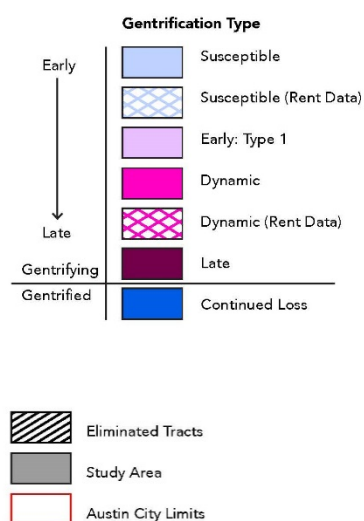 Gentrification Type
Early
Susceptible
Susceptible (Rent Data)
Early: Type 1
Dynamic
Late
Dynamic (Rent Data)
Gentrifying
Late
Gentrified
Continued Loss
Eliminated Tracts
Study Area
Austin City Limits